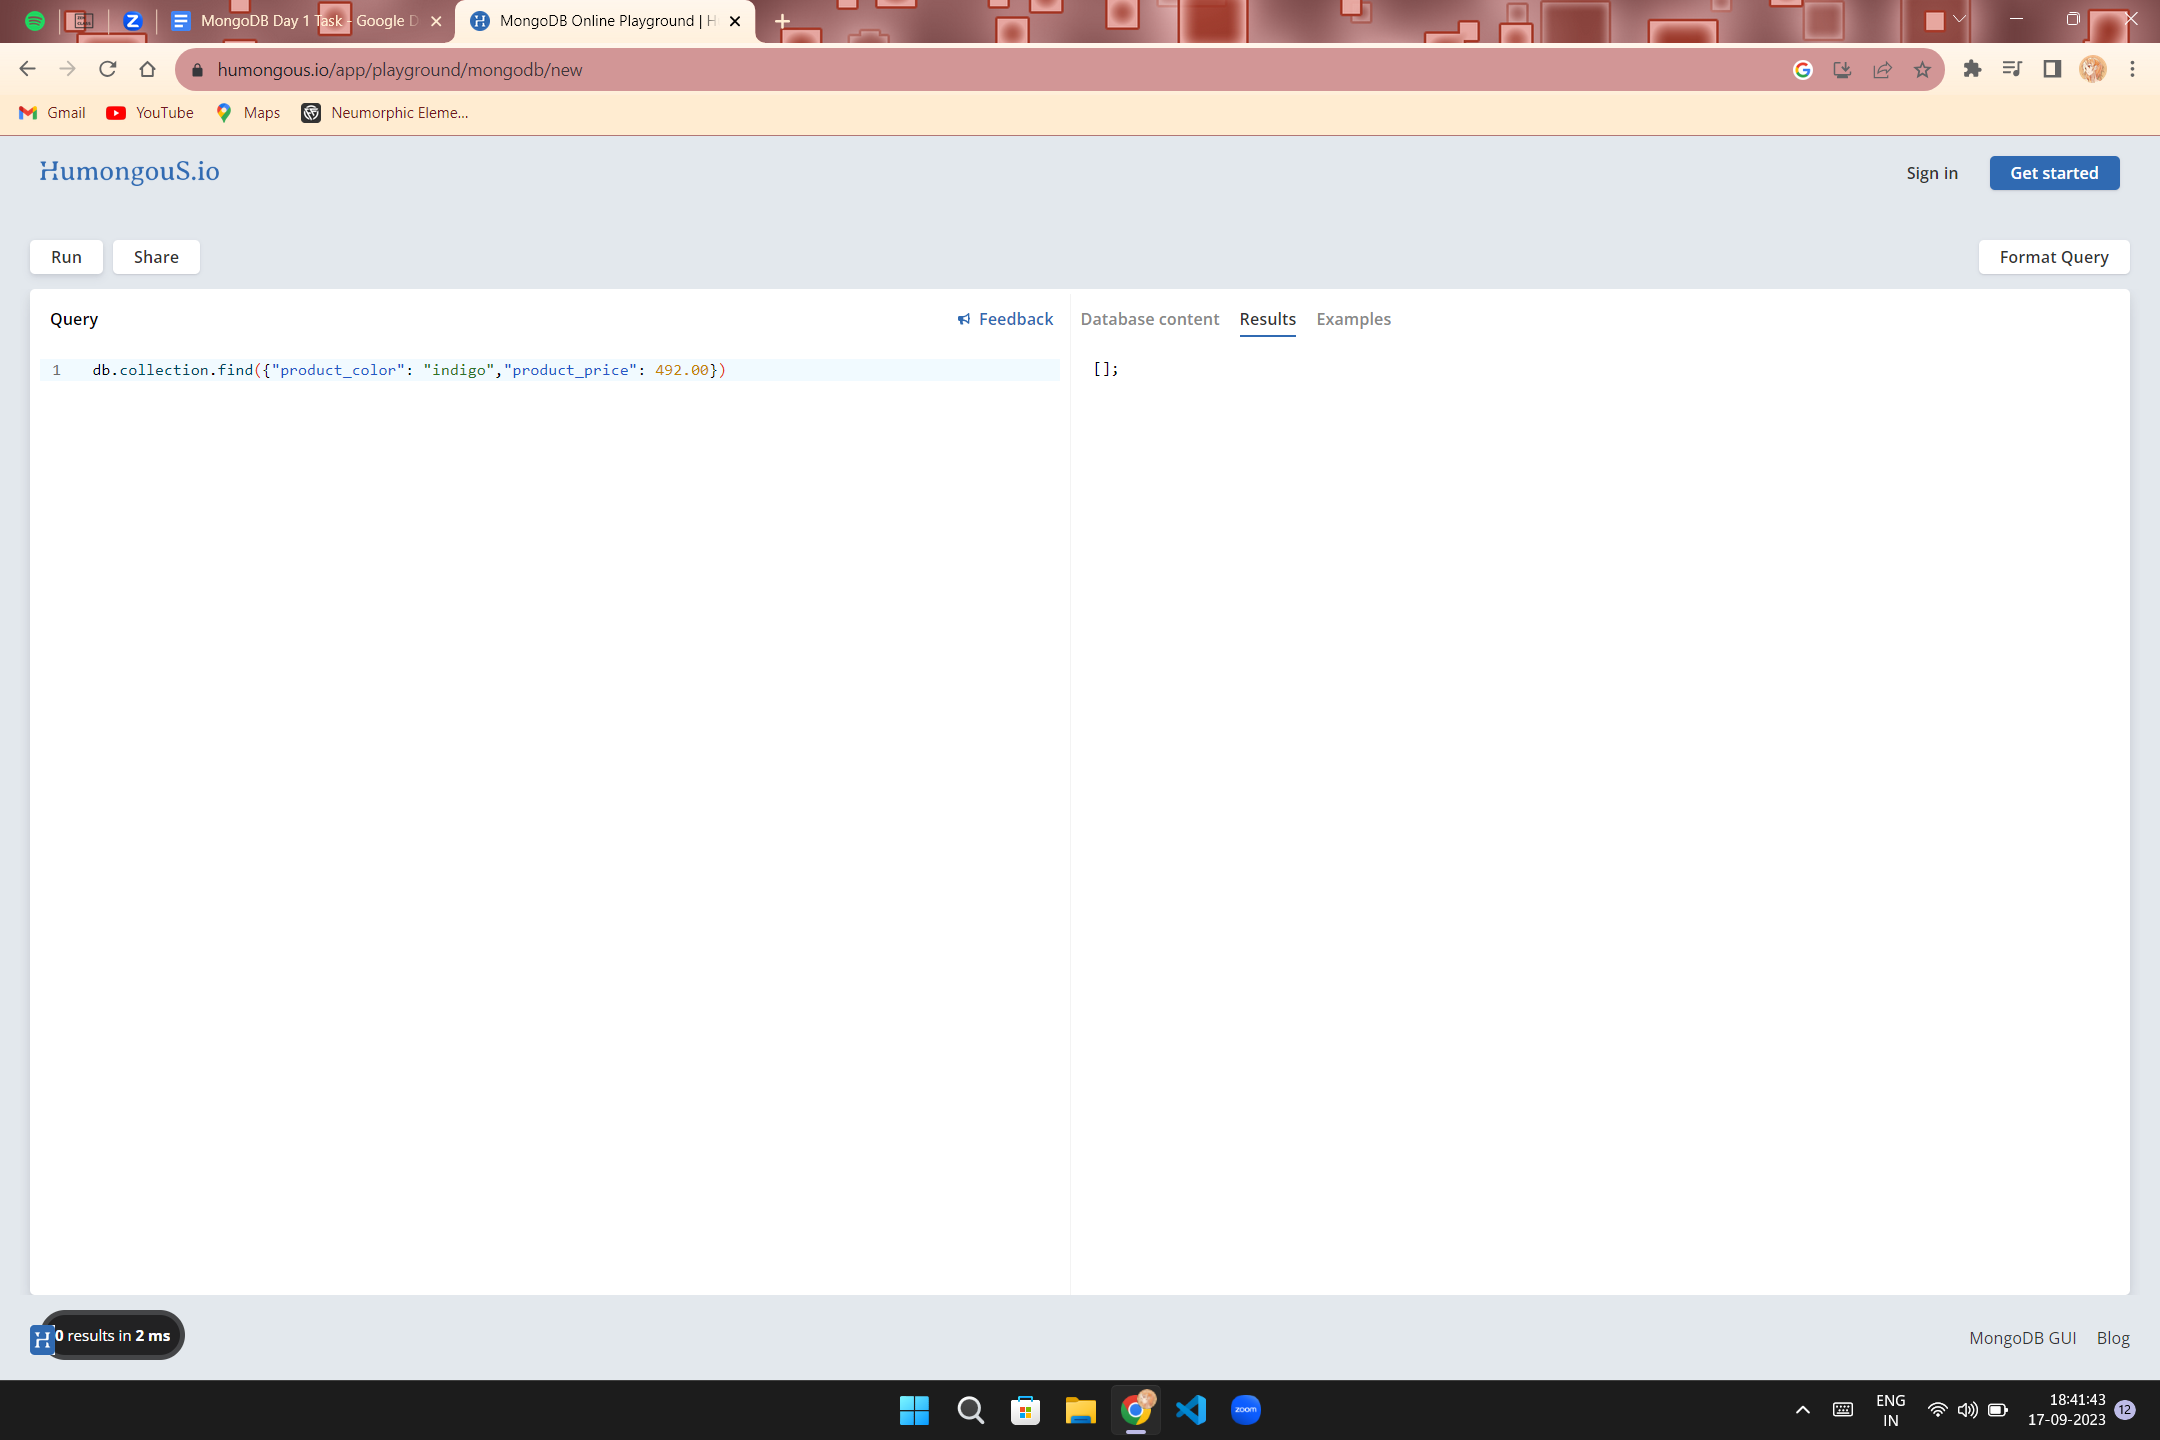 MongoDB Day 1 Task - Google D
MongoDB Online Playground | H
humongous.io/app/playground/mongodb/new
Gmail
YouTube
Maps
Neumorphic Eleme...
HumongouS.io
Sign in
Get started
Run
Share
Format Query
Query
Feedback
Database content
Results
Examples
1 db.collection.find({"product_color": "indigo","product_price": 492.00})
[];
0 results in 2 ms
MongoDB GUI
Blog
zoom
ENG
IN
18:41:43
17-09-2023
12